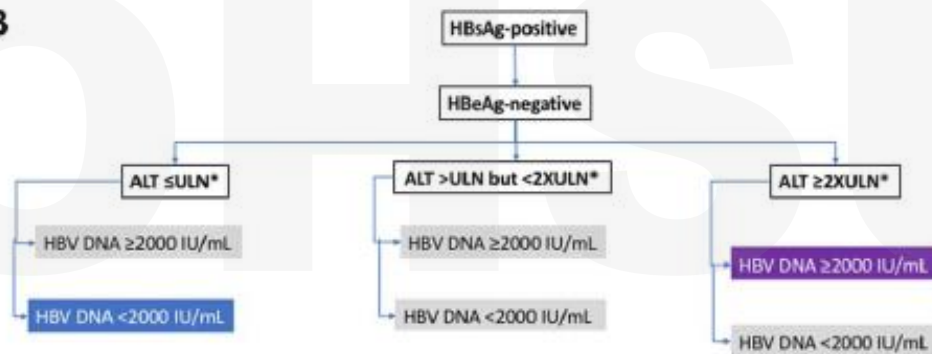 B
HBsAg-positive
HBeAg-negative
ALT ≤ULN*
ALT >ULN but <2XULN*
ALT ≥2XULN*
HBV DNA ≥2000 IU/mL
HBV DNA ≥2000 IU/mL
HBV DNA ≥2000 IU/mL
HBV DNA <2000 IU/mL
HBV DNA <2000 IU/mL
HBV DNA <2000 IU/mL